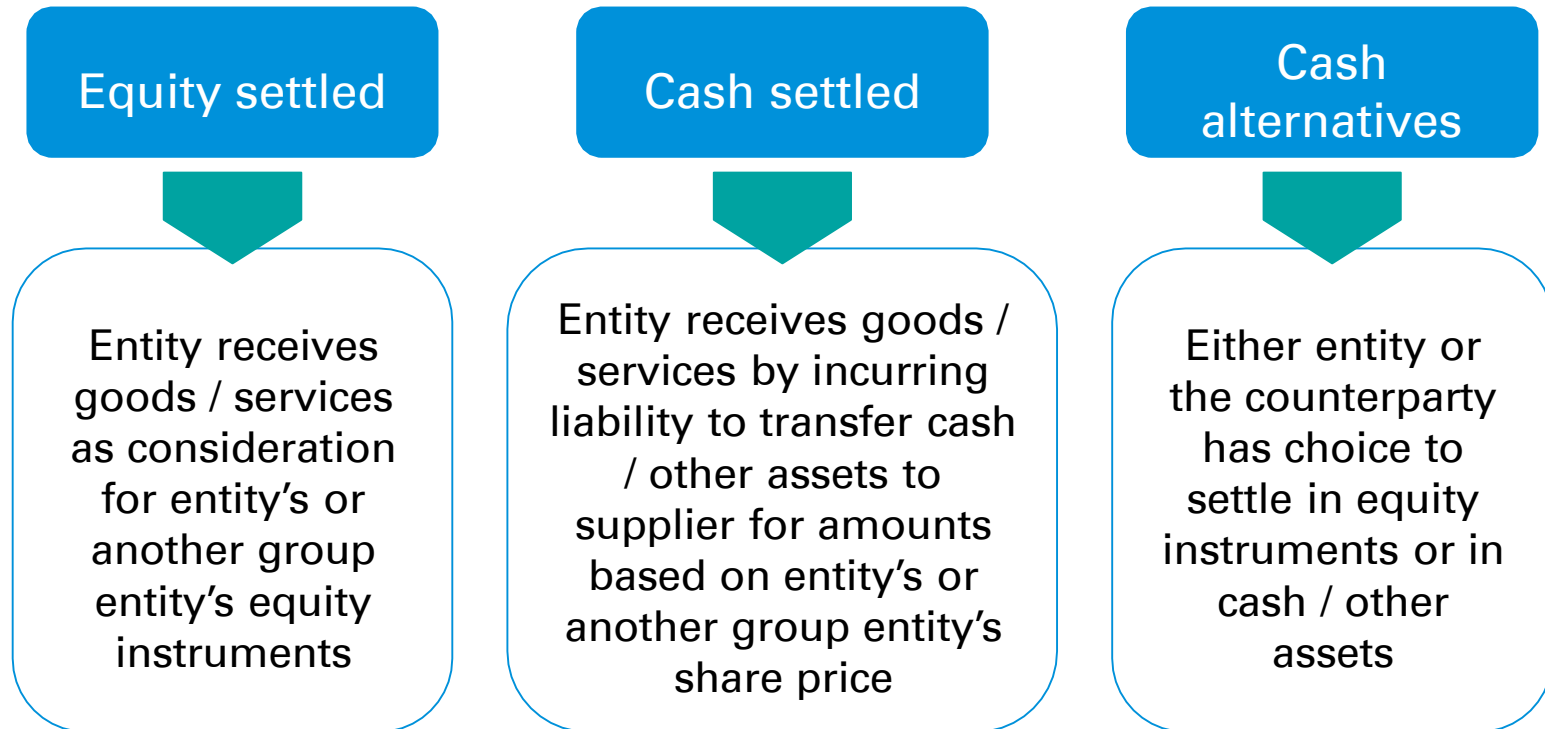 Equity settled
Entity receives
goods / services
as consideration
for entity’s or
another group
entity’s equity
instruments
Cash settled
Entity receives goods /
services by incurring
liability to transfer cash
/ other assets to
supplier for amounts
based on entity’s or
another group entity’s
share price
Cash
alternatives
Either entity or
the counterparty
has choice to
settle in equity
instruments or in
cash / other
assets